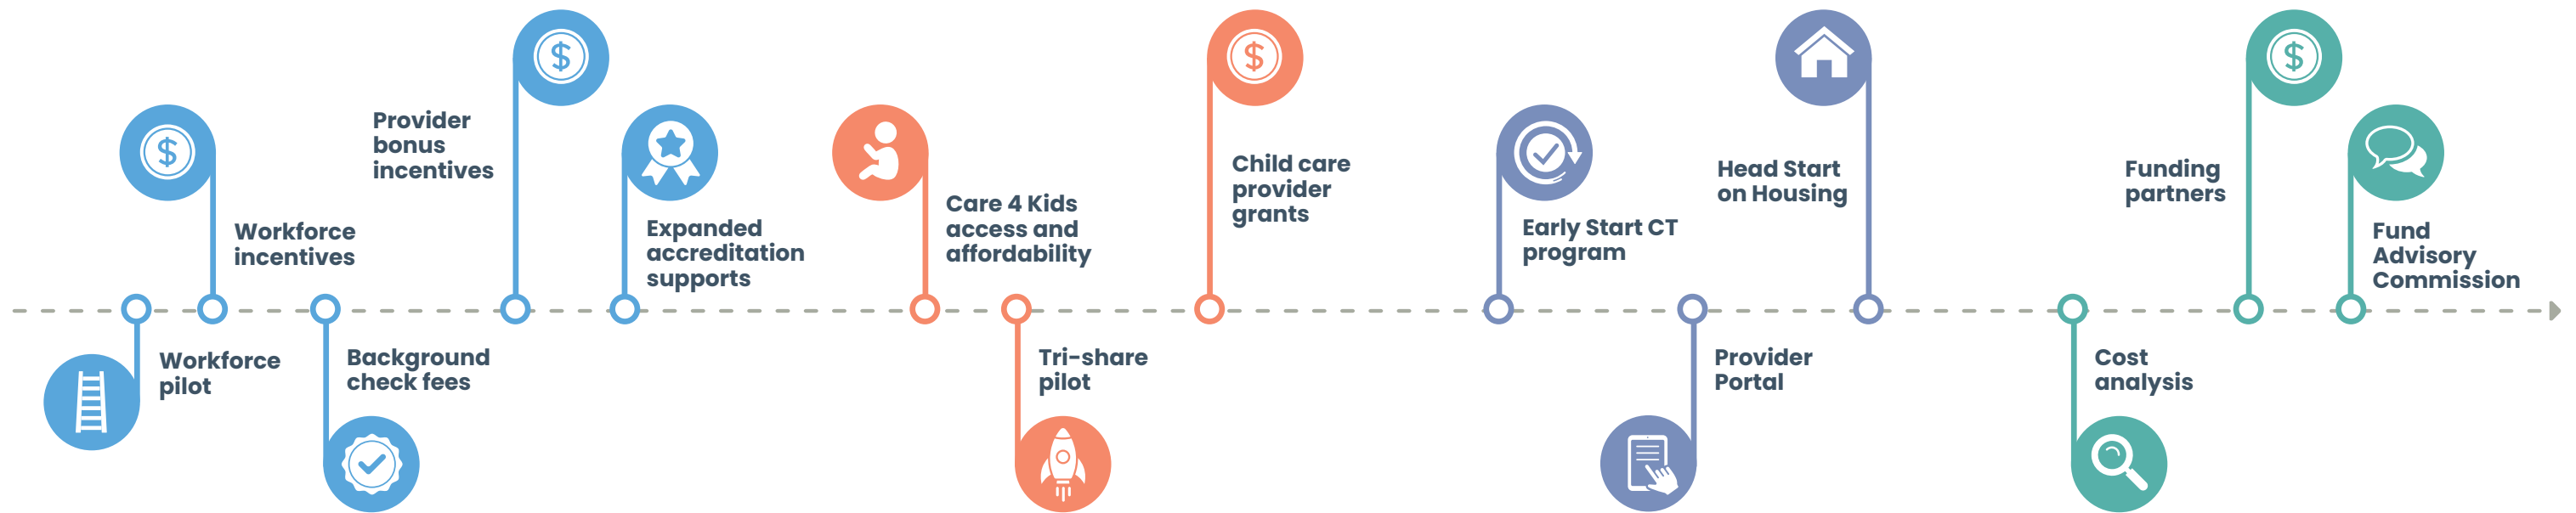 Workforce
pilot
$
Workforce
incentives
Background
check fees
Provider
bonus
incentives
$
Expanded
accreditation
supports
Care 4 Kids
access and
affordability
Tri-share
pilot
$
Child care
provider
grants
Early Start CT
program
Provider
Portal
Head Start
on Housing
Cost
analysis
Funding
partners
$
Fund
Advisory
Commission